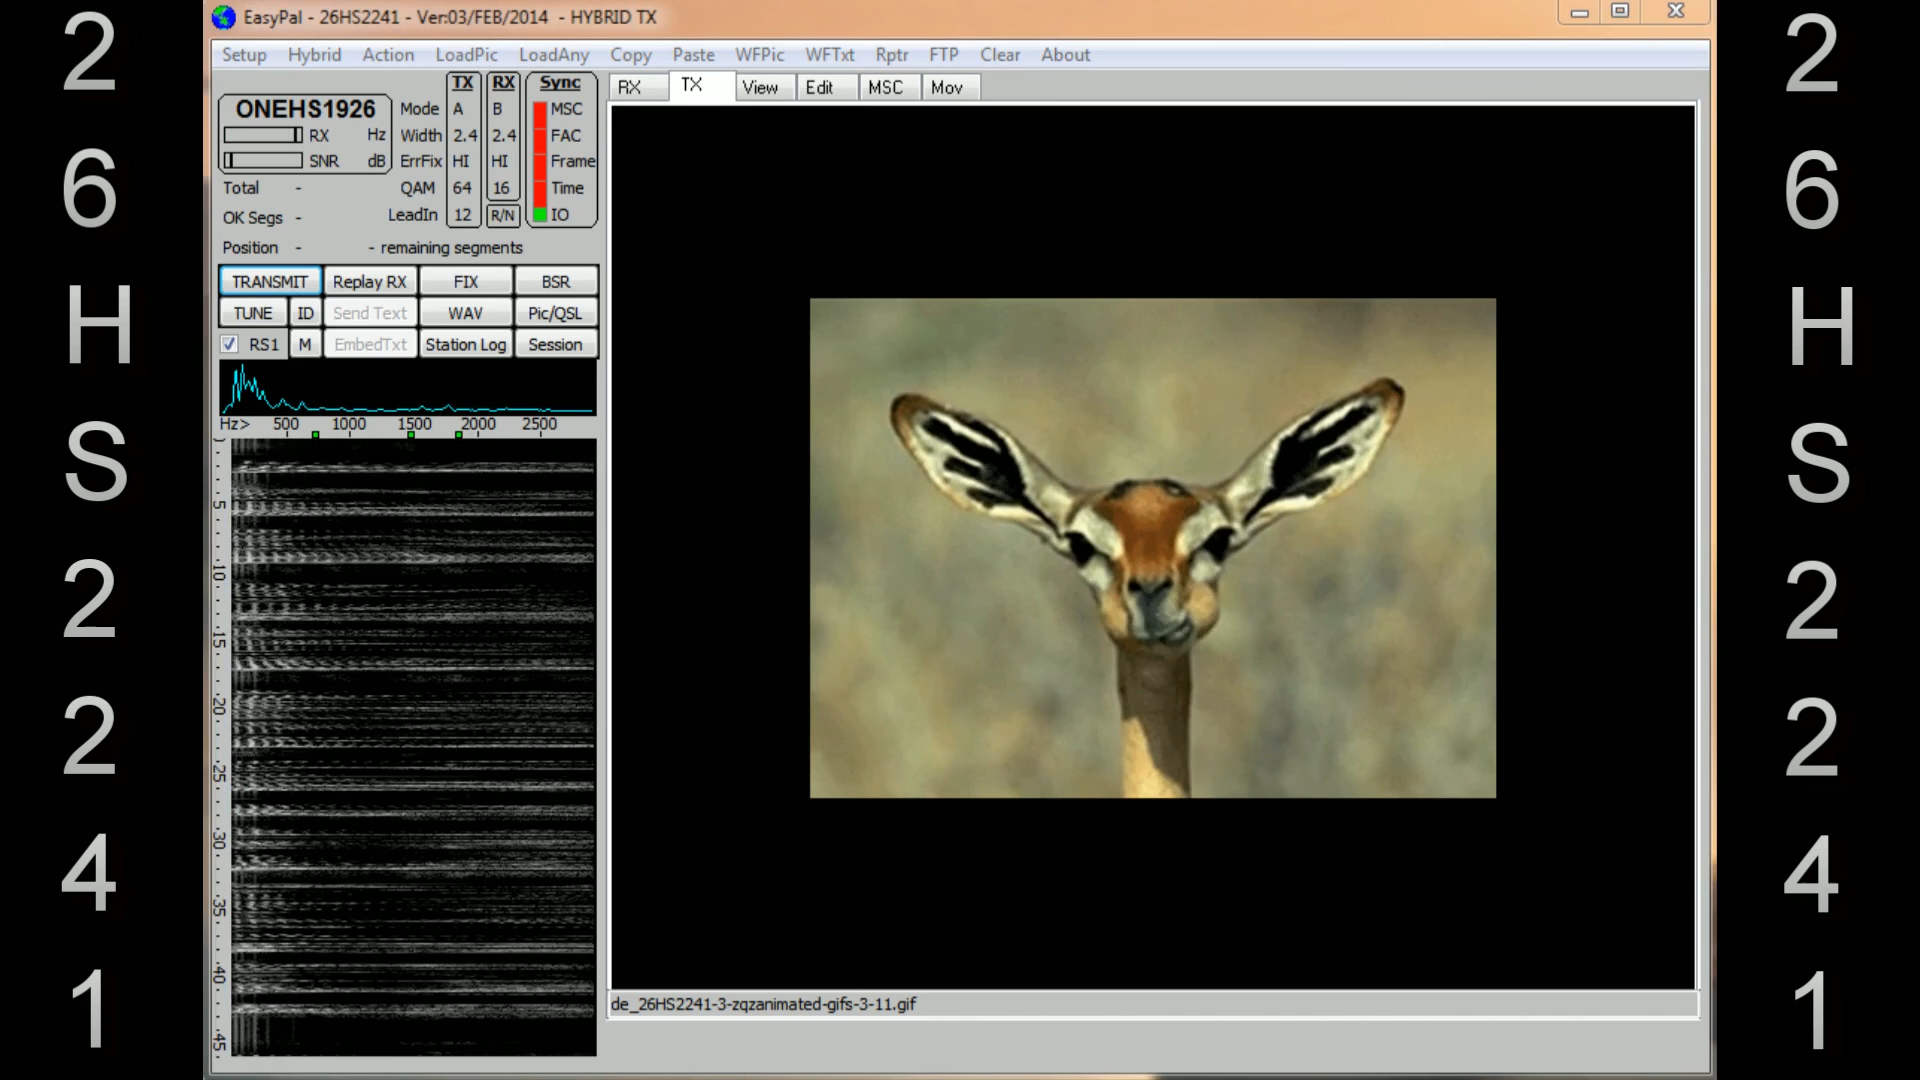 2
6
H
S
2
2
4
1
EasyPal - 26HS2241 - Ver:03/FEB/2014 - HYBRID TX
Setup Hybrid Action LoadPic LoadAny Copy Paste WFPic WFTxt Rptr FTP Clear About
TX RX Sync
ONEHS1926
RX Hz
SNR dB
Mode A B MSC
Width 2.4 2.4 FAC
ErrFix HI HI Frame
Total - QAM 64 16 Time
OK Segs - LeadIn 12 R/N IO
Position - - remaining segments
TRANSMIT Replay RX FIX BSR
TUNE ID Send Text WAV Pic/QSL
RS1 M EmbedTxt Station Log Session
Hz> 500 1000 1500 2000 2500
5
10
15
20
25
30
35
40
45
RX TX View Edit MSC Mov
de_26HS2241-3-zqzanimated-gifs-3-11.gif
2
6
H
S
2
2
4
1